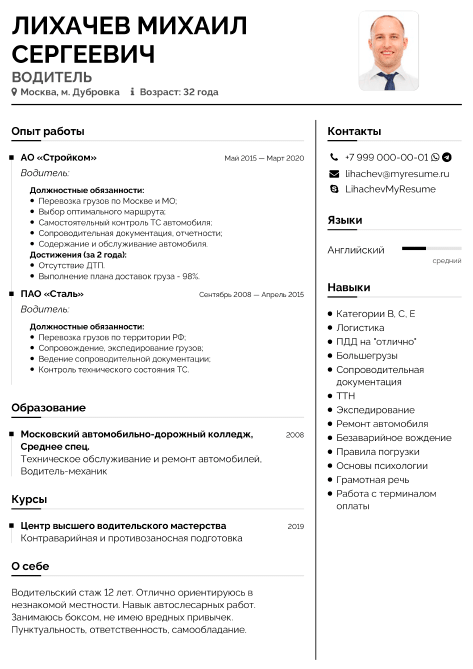 ЛИХАЧЕВ МИХАИЛ
СЕРГЕЕВИЧ
ВОДИТЕЛЬ
Москва, м. Дубровка Возраст: 32 года
Опыт работы
АО «Стройком» Май 2015 — Март 2020
Водитель:
Должностные обязанности:
Перевозка грузов по Москве и МО;
Выбор оптимального маршрута;
Самостоятельный контроль ТС автомобиля;
Сопроводительная документация, отчетности;
Содержание и обслуживание автомобиля.
Достижения (за 2 года):
Отсутствие ДТП.
Выполнение плана доставок груза - 98%.
ПАО «Сталь» Сентябрь 2008 — Апрель 2015
Водитель:
Должностные обязанности:
Перевозка грузов по территории РФ;
Сопровождение, экспедирование грузов;
Ведение сопроводительной документации;
Контроль технического состояния ТС.
Образование
Московский автомобильно-дорожный колледж, 2008
Среднее спец.
Техническое обслуживание и ремонт автомобилей,
Водитель-механик
Курсы
Центр высшего водительского мастерства 2019
Контраварийная и противозаносная подготовка
О себе
Водительский стаж 12 лет. Отлично ориентируюсь в
незнакомой местности. Навык автослесарных работ.
Занимаюсь боксом, не имею вредных привычек.
Пунктуальность, ответственность, самообладание.
Контакты
+7 999 000-00-01
lihachev@myresume.ru
LihachevMyResume
Языки
Английский
средний
Навыки
Категории В, С, Е
Логистика
ПДД на "отлично"
Большегрузы
Сопроводительная
документация
ТТН
Экспедирование
Ремонт автомобиля
Безаварийное вождение
Правила погрузки
Основы психологии
Грамотная речь
Работа с терминалом
оплаты